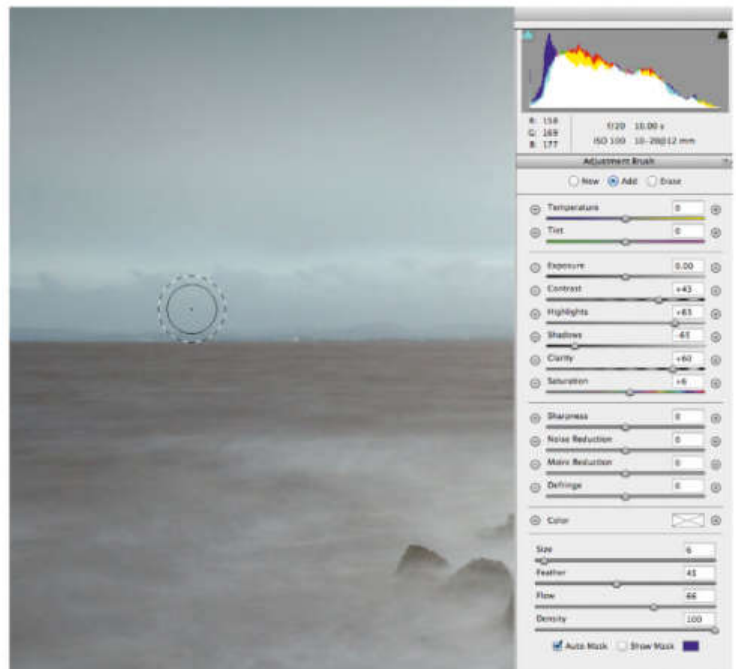 R: 158
G: 169
B: 177
f/20 10.00 s
ISO 100 10-20@12 mm
Adjustment Brush
New Add Erase
Temperature 0
Tint 0
Exposure 0.00
Contrast +43
Highlights +63
Shadows -65
Clarity +60
Saturation +6
Sharpness 0
Noise Reduction 0
Moire Reduction 0
Defringe 0
Color
Size 6
Feather 41
Flow 66
Density 100
Auto Mask Show Mask